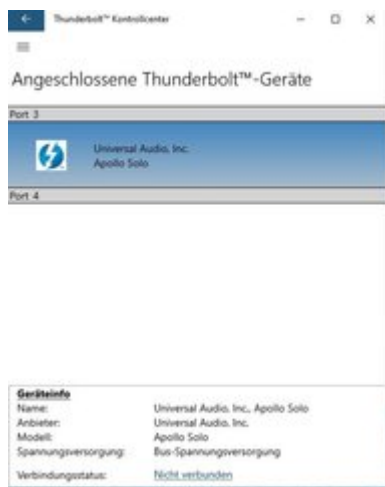 Thunderbolt™ Kontrollcenter
Angeschlossene Thunderbolt™-Geräte
Port 3
Universal Audio, Inc.
Apollo Solo
Port 4
Geräteinfo
Name: Universal Audio, Inc., Apollo Solo
Anbieter: Universal Audio, Inc.
Modell: Apollo Solo
Spannungsversorgung: Bus-Spannungsversorgung
Verbindungsstatus: Nicht verbunden